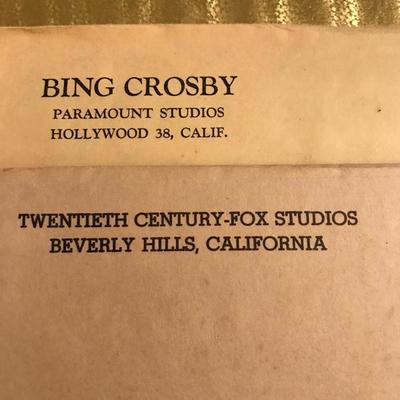 BING CROSBY
PARAMOUNT STUDIOS
HOLLYWOOD 38, CALIF.
TWENTIETH CENTURY-FOX STUDIOS
BEVERLY HILLS, CALIFORNIA